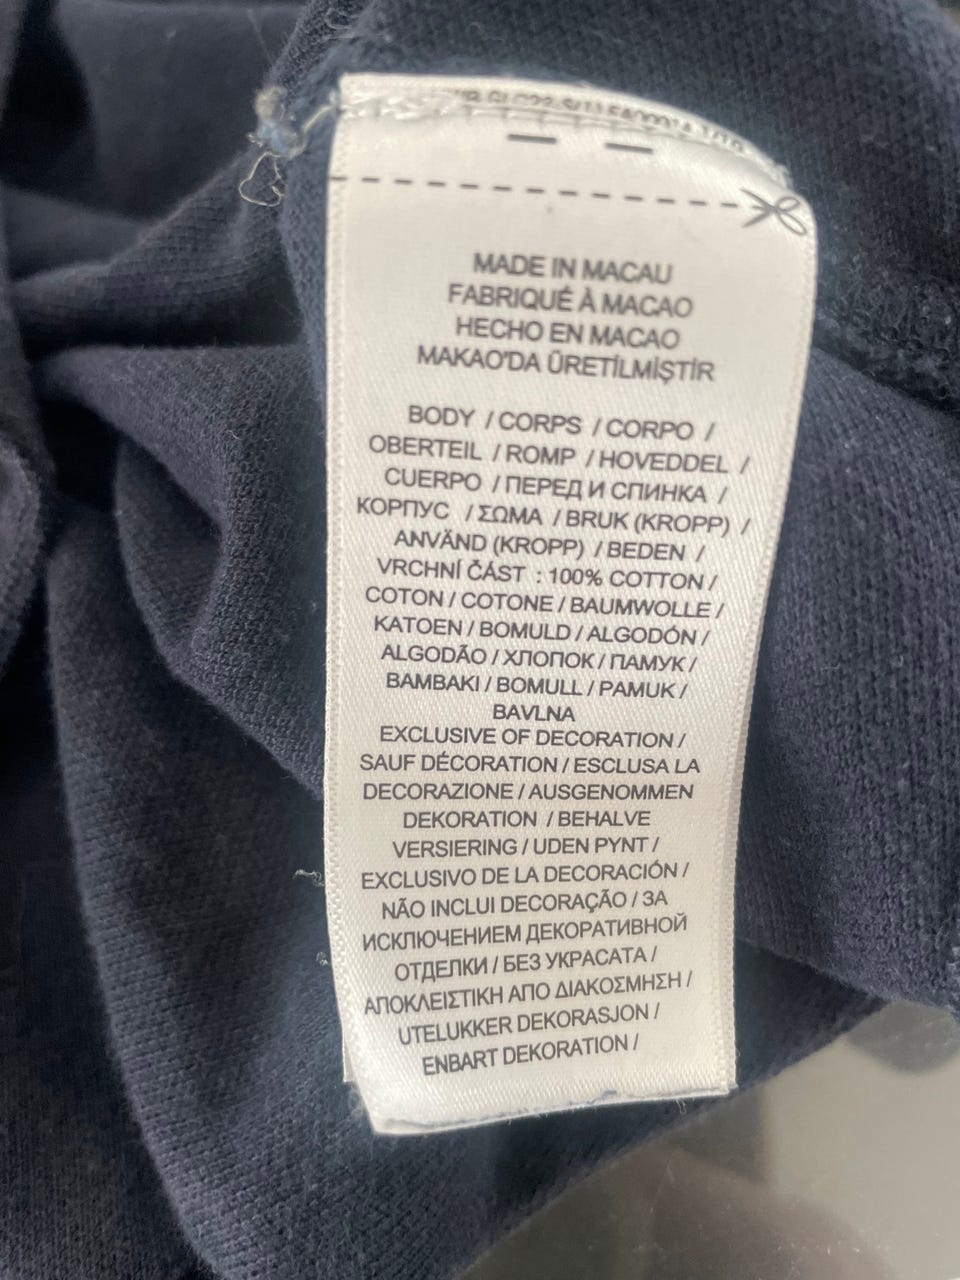 MADE IN MACAU
FABRIQUÉ À MACAO
HECHO EN MACAO
MAKAO'DA ÜRETİLMİŞTİR
BODY / CORPS / CORPO /
OBERTEIL / ROMP / HOVEDDEL /
CUERPO / ПЕРЕД И СПИНКА /
КОРПУС / ΣΩΜΑ / BRUK (KROPP) /
ANVÄND (KROPP) / BEDEN /
VRCHNÍ ČÁST : 100% COTTON /
COTON / COTONE / BAUMWOLLE /
KATOEN / BOMULD / ALGODÓN /
ALGODÃO / ХЛОПОК / ПАМУК /
BAMBAKI / BOMULL / PAMUK /
BAVLNA
EXCLUSIVE OF DECORATION /
SAUF DÉCORATION / ESCLUSA LA
DECORAZIONE / AUSGENOMMEN
DEKORATION / BEHALVE
VERSIERING / UDEN PYNT /
EXCLUSIVO DE LA DECORACIÓN /
NÃO INCLUI DECORAÇÃO / ЗА
ИСКЛЮЧЕНИЕМ ДЕКОРАТИВНОЙ
ОТДЕЛКИ / БЕЗ УКРАСАТА /
ΑΠΟΚΛΕΙΣΤΙΚΗ ΑΠΟ ΔΙΑΚΟΣΜΗΣΗ /
UTELUKKER DEKORASJON /
ENBART DEKORATION /